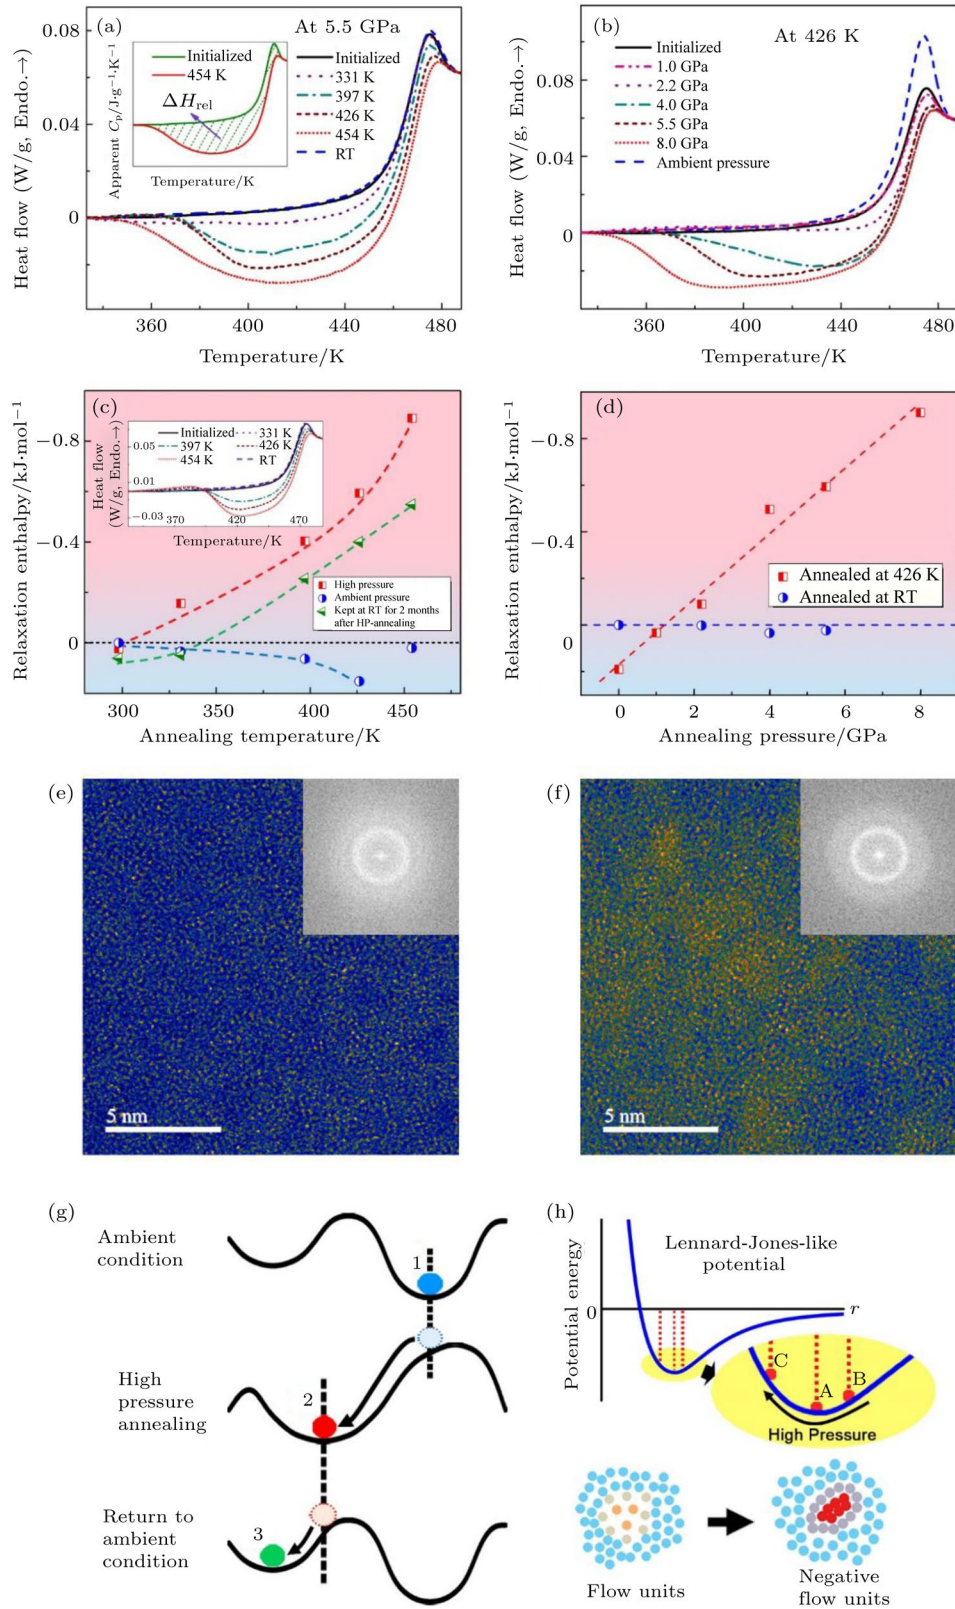 (a)
At 5.5 GPa
Heat flow (W/g, Endo.→)
0.08
0.04
0
Initialized
454 K
ΔH_rel
Apparent C_p/J·g⁻¹·K⁻¹
Temperature/K
Initialized
331 K
397 K
426 K
454 K
RT
360
400
440
480
Temperature/K
(b)
At 426 K
Heat flow (W/g, Endo.→)
0.08
0.04
0
Initialized
1.0 GPa
2.2 GPa
4.0 GPa
5.5 GPa
8.0 GPa
Ambient pressure
360
400
440
480
Temperature/K
(c)
Relaxation enthalpy/kJ·mol⁻¹
−0.8
−0.4
0
Heat flow
(W/g, Endo.→)
0.05
0.01
−0.03
Initialized
331 K
397 K
426 K
454 K
RT
370
420
470
Temperature/K
High pressure
Ambient pressure
Kept at RT for 2 months
after HP-annealing
300
350
400
450
Annealing temperature/K
(d)
Relaxation enthalpy/kJ·mol⁻¹
−0.8
−0.4
0
Annealed at 426 K
Annealed at RT
0
2
4
6
8
Annealing pressure/GPa
(e)
5 nm
(f)
5 nm
(g)
Ambient
condition
1
High
pressure
annealing
2
Return to
ambient
condition
3
(h)
Potential energy
0
Lennard-Jones-like
potential
r
C
A
B
High Pressure
Flow units
Negative
flow units